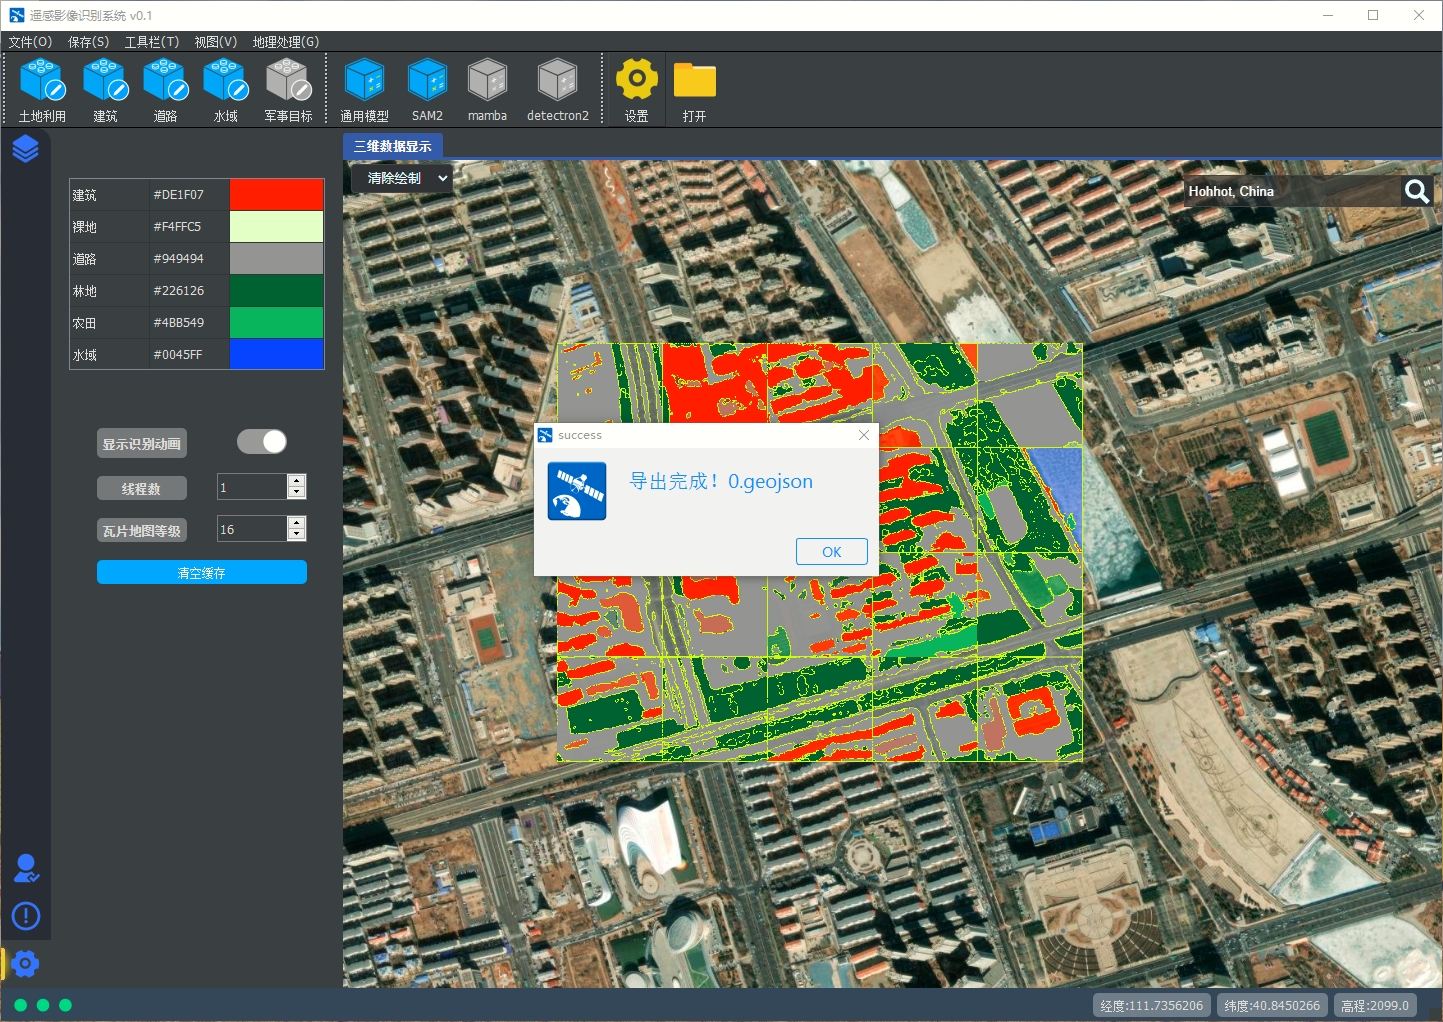 遥感影像识别系统 v0.1
文件(O) 保存(S) 工具栏(T) 视图(V) 地理处理(G)
土地利用 建筑 道路 水域 军事目标 通用模型 SAM2 mamba detectron2 设置 打开
三维数据显示
清除绘制
Hohhot, China
建筑 #DE1F07
裸地 #F4FFC5
道路 #949494
林地 #226126
农田 #4BB549
水域 #0045FF
显示识别动画
线程数 1
瓦片地图等级 16
清空缓存
success
导出完成！0.geojson
OK
经度:111.7356206 纬度:40.8450266 高程:2099.0